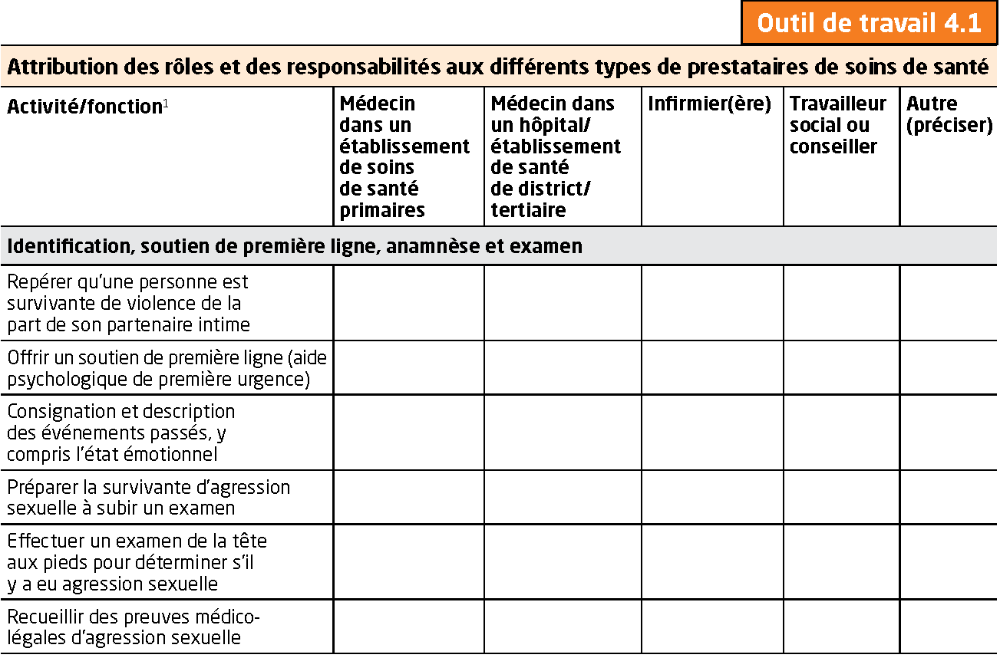 Outil de travail 4.1
Attribution des rôles et des responsabilités aux différents types de prestataires de soins de santé
Activité/fonction¹
Médecin
dans un
établissement
de soins
de santé
primaires
Médecin dans
un hôpital/
établissement
de santé
de district/
tertiaire
Infirmier(ère)
Travailleur
social ou
conseiller
Autre
(préciser)
Identification, soutien de première ligne, anamnèse et examen
Repérer qu’une personne est
survivante de violence de la
part de son partenaire intime
Offrir un soutien de première ligne (aide
psychologique de première urgence)
Consignation et description
des événements passés, y
compris l’état émotionnel
Préparer la survivante d’agression
sexuelle à subir un examen
Effectuer un examen de la tête
aux pieds pour déterminer s’il
y a eu agression sexuelle
Recueillir des preuves médico-
légales d’agression sexuelle